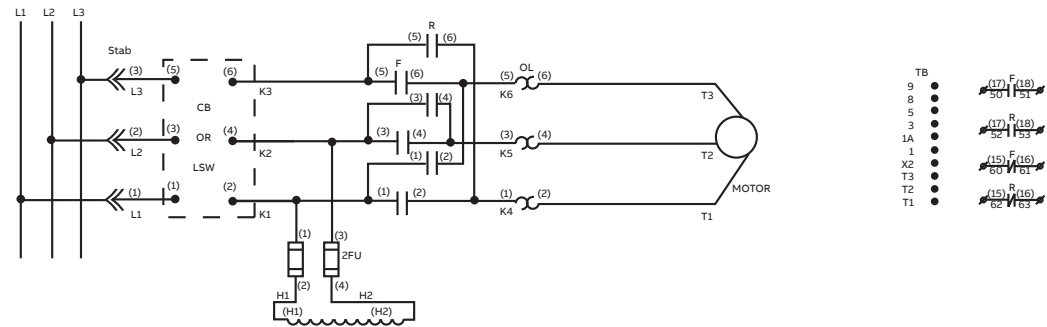 L1 L2 L3
R
(5) (6)
Stab
F
OL
TB
(3) (5) (6) (5) (6) (5) (6)
L3 K3 K6 T3
CB
(3) (4)
(2) (3) (4) (3) (4) (3) (4)
OR
L2 K2 K5 T2
(1) (2)
LSW
(1) (1) (2) (1) (2) (1) (2)
L1 K1 K4 T1
MOTOR
(1) (3)
2FU
(2) (4)
H1 H2
(H1) (H2)
9
8
5
3
1A
1
X2
T3
T2
T1
F
(17) (18)
50 51
R
(17) (18)
52 53
F
(15) (16)
60 61
R
(15) (16)
62 63